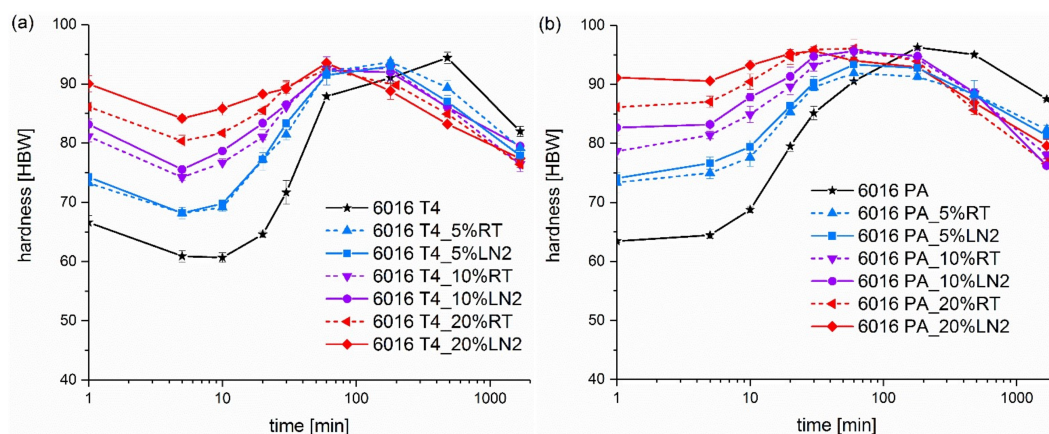 (a)
100
90
80
70
60
50
40
hardness [HBW]
6016 T4
6016 T4_5%RT
6016 T4_5%LN2
6016 T4_10%RT
6016 T4_10%LN2
6016 T4_20%RT
6016 T4_20%LN2
1
10
100
1000
time [min]
(b)
100
90
80
70
60
50
40
hardness [HBW]
6016 PA
6016 PA_5%RT
6016 PA_5%LN2
6016 PA_10%RT
6016 PA_10%LN2
6016 PA_20%RT
6016 PA_20%LN2
1
10
100
1000
time [min]